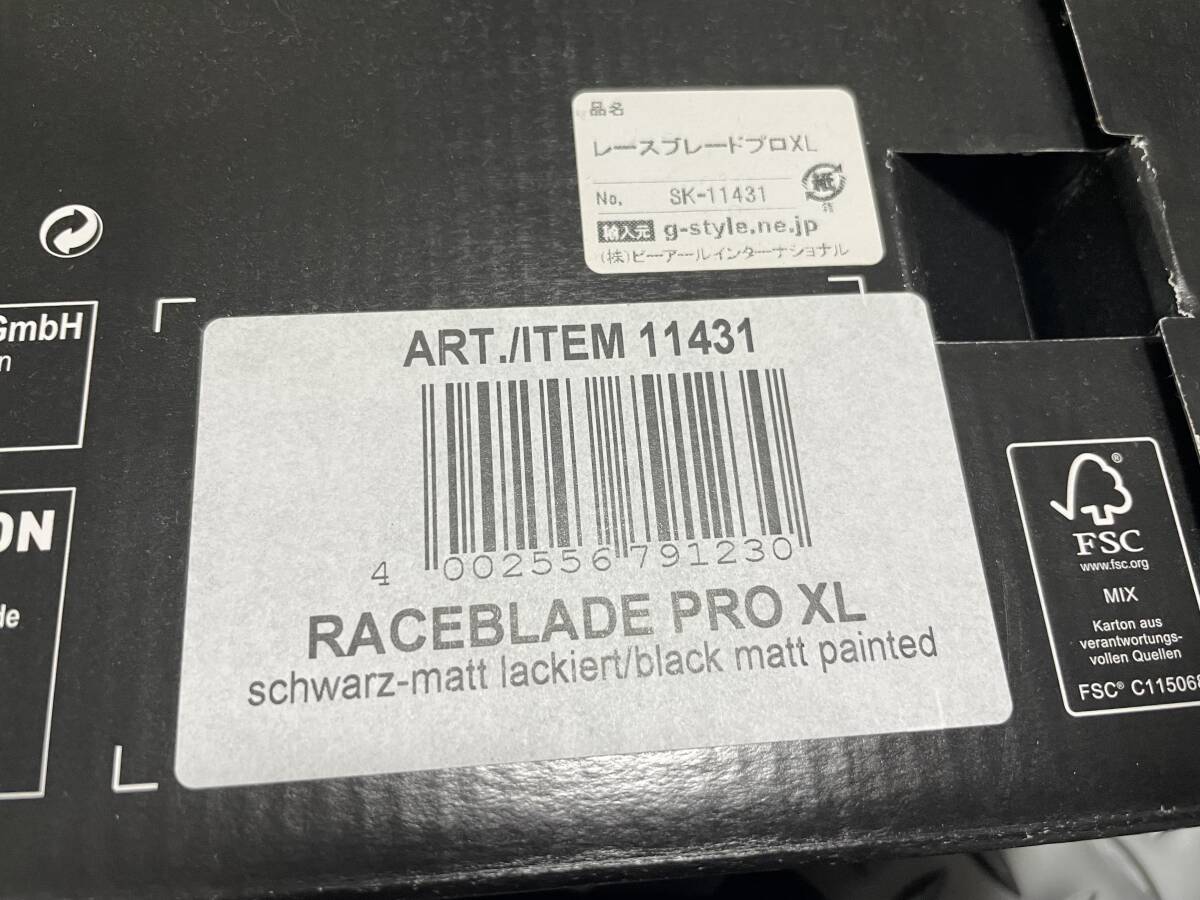 品名
レースブレードプロXL
No. SK-11431
紙
箱
輸入元 g-style.ne.jp
(株)ピーアールインターナショナル
GmbH
n
ON
de
ART./ITEM 11431
4 002556 791230
RACEBLADE PRO XL
schwarz-matt lackiert/black matt painted
FSC
www.fsc.org
MIX
Karton aus
verantwortungs-
vollen Quellen
FSC® C115068